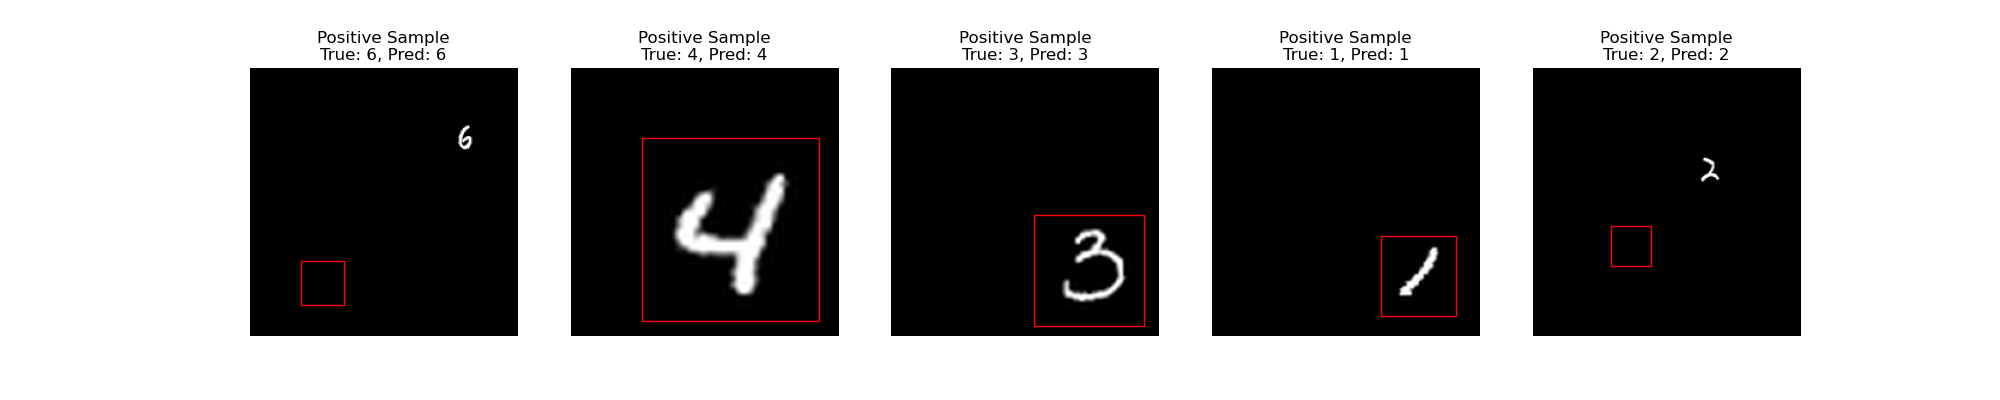 Positive Sample
True: 6, Pred: 6
Positive Sample
True: 4, Pred: 4
Positive Sample
True: 3, Pred: 3
Positive Sample
True: 1, Pred: 1
Positive Sample
True: 2, Pred: 2
6
4
3
1
2